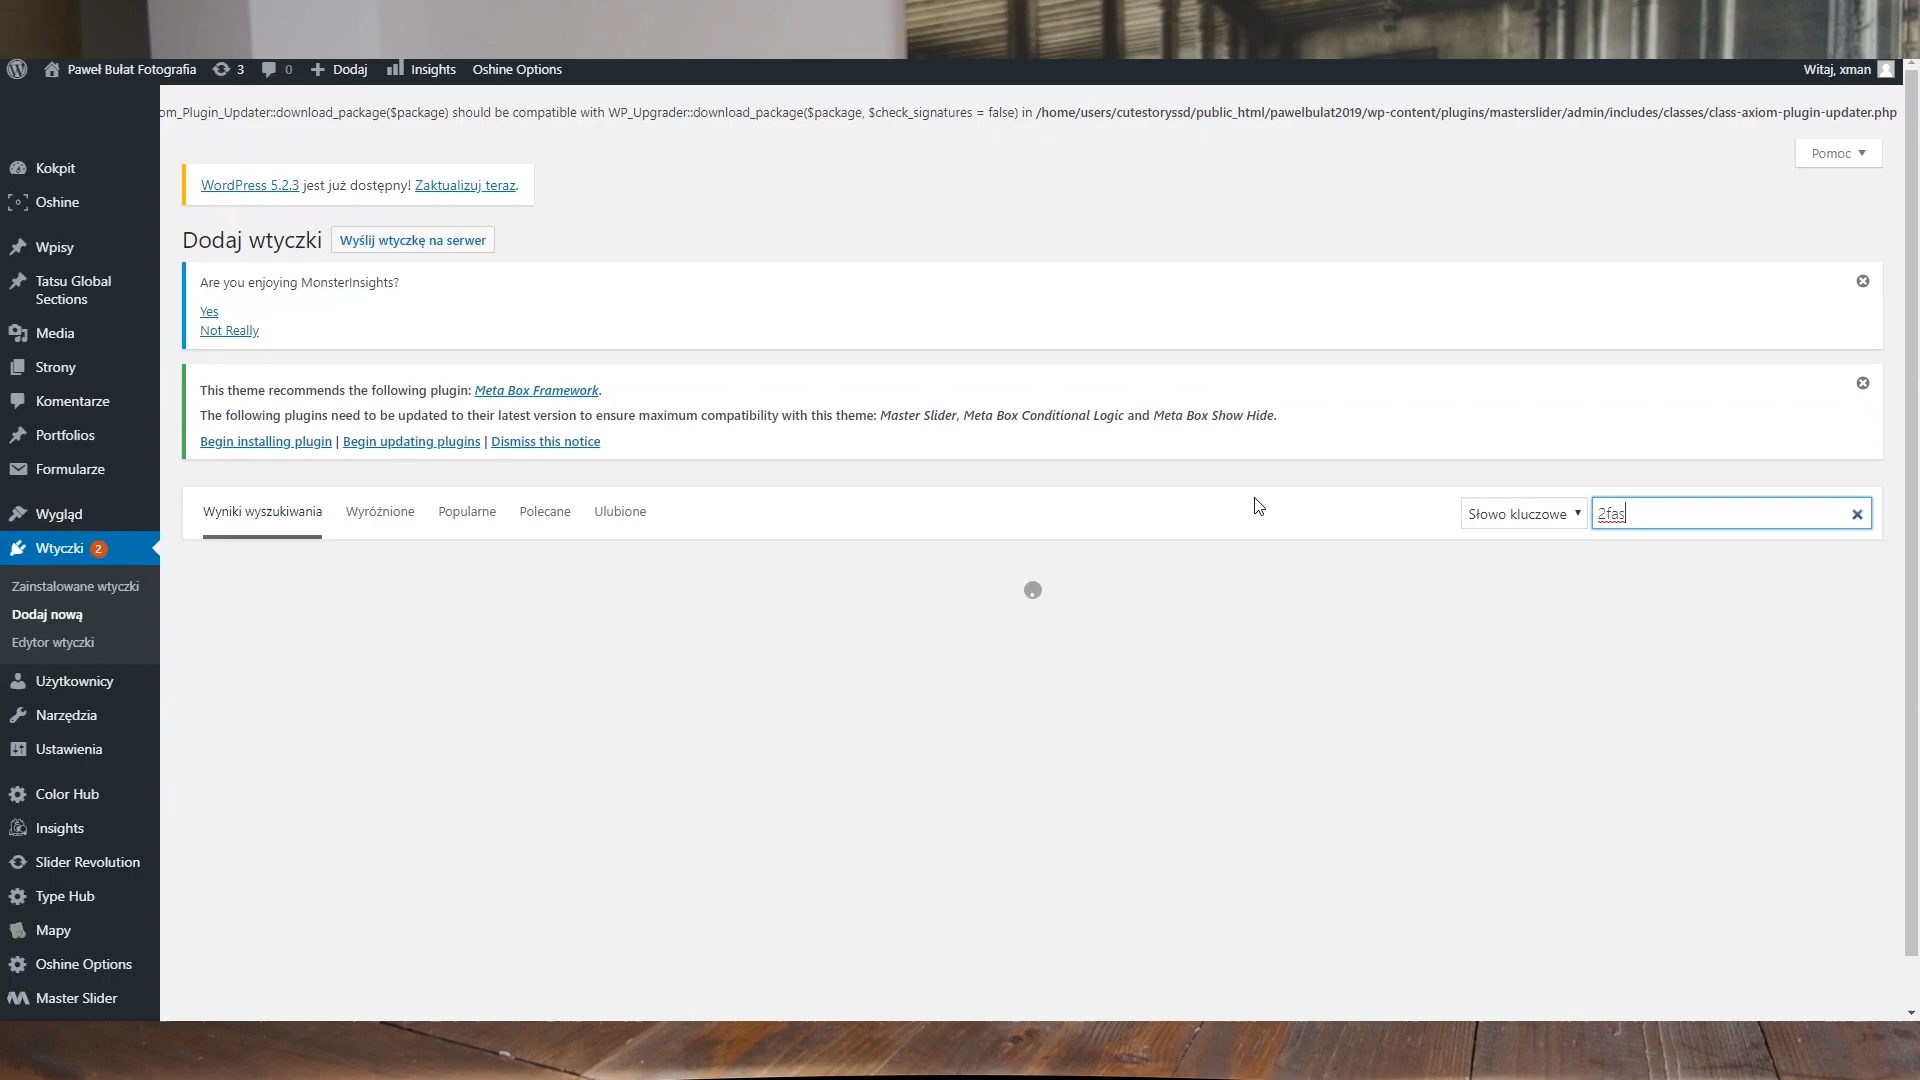 Paweł Bułat Fotografia 3 0 Dodaj Insights Oshine Options Witaj, xman
om_Plugin_Updater::download_package($package) should be compatible with WP_Upgrader::download_package($package, $check_signatures = false) in /home/users/cutestoryssd/public_html/pawelbulat2019/wp-content/plugins/masterslider/admin/includes/classes/class-axiom-plugin-updater.php
Pomoc
WordPress 5.2.3 jest już dostępny! Zaktualizuj teraz.
Dodaj wtyczki Wyślij wtyczkę na serwer
Are you enjoying MonsterInsights?
Yes
Not Really
This theme recommends the following plugin: Meta Box Framework.
The following plugins need to be updated to their latest version to ensure maximum compatibility with this theme: Master Slider, Meta Box Conditional Logic and Meta Box Show Hide.
Begin installing plugin | Begin updating plugins | Dismiss this notice
Wyniki wyszukiwania Wyróżnione Popularne Polecane Ulubione Słowo kluczowe 2fas
Kokpit
Oshine
Wpisy
Tatsu Global
Sections
Media
Strony
Komentarze
Portfolios
Formularze
Wygląd
Wtyczki 2
Zainstalowane wtyczki
Dodaj nową
Edytor wtyczki
Użytkownicy
Narzędzia
Ustawienia
Color Hub
Insights
Slider Revolution
Type Hub
Mapy
Oshine Options
Master Slider